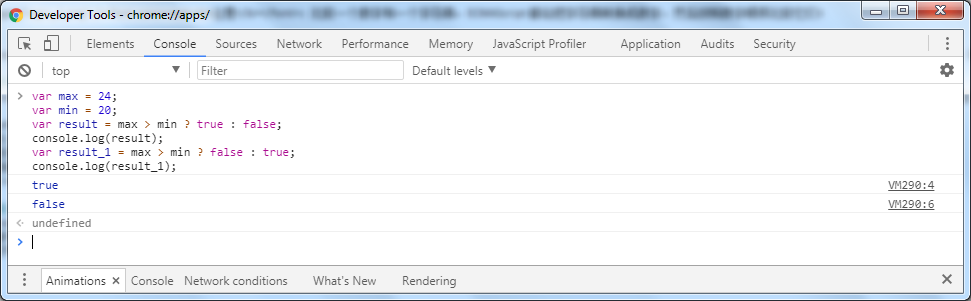 Developer Tools - chrome://apps/
Elements Console Sources Network Performance Memory JavaScript Profiler Application Audits Security
top Filter Default levels
var max = 24;
var min = 20;
var result = max > min ? true : false;
console.log(result);
var result_1 = max > min ? false : true;
console.log(result_1);
true VM290:4
false VM290:6
undefined
Animations Console Network conditions What's New Rendering